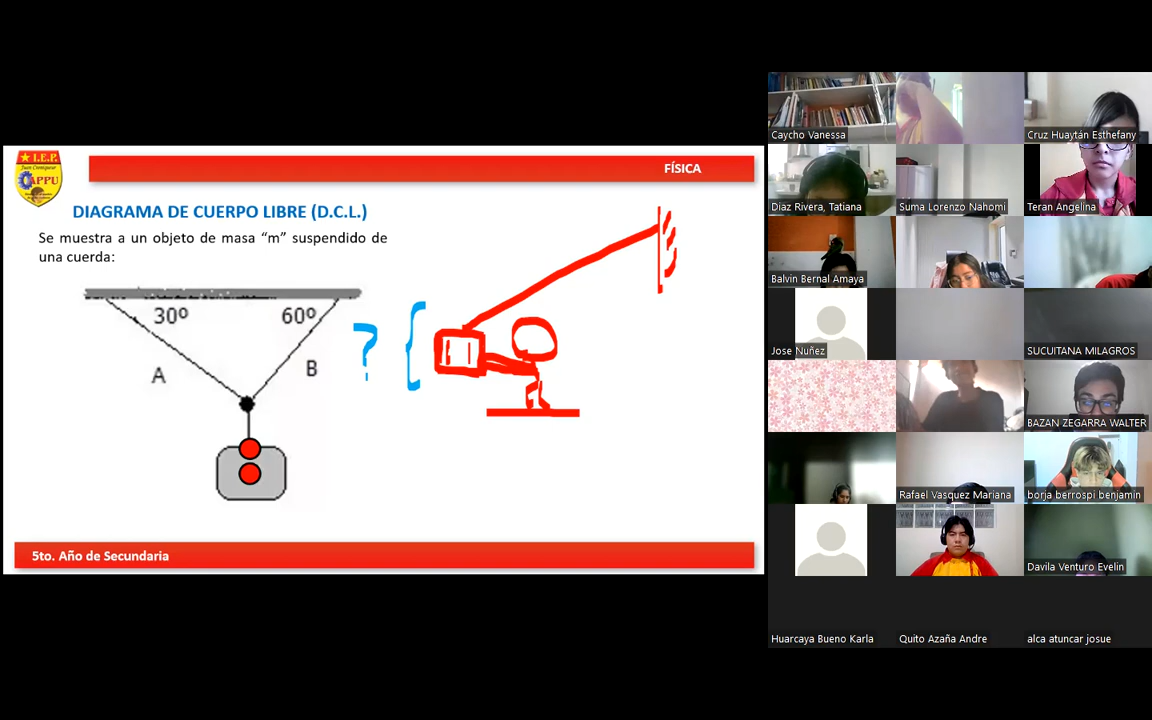 I.E.P.
APPU
FÍSICA
DIAGRAMA DE CUERPO LIBRE (D.C.L.)
Se muestra a un objeto de masa “m” suspendido de
una cuerda:
30º
60º
A
B
?
5to. Año de Secundaria
Caycho Vanessa
Cruz Huaytán Esthefany
Diaz Rivera, Tatiana
Suma Lorenzo Nahomi
Teran Angelina
Balvin Bernal Amaya
Jose Nuñez
SUCUITANA MILAGROS
BAZAN ZEGARRA WALTER
Rafael Vasquez Mariana
borja berrospi benjamin
Davila Venturo Evelin
Huarcaya Bueno Karla
Quito Azaña Andre
alca atuncar josue